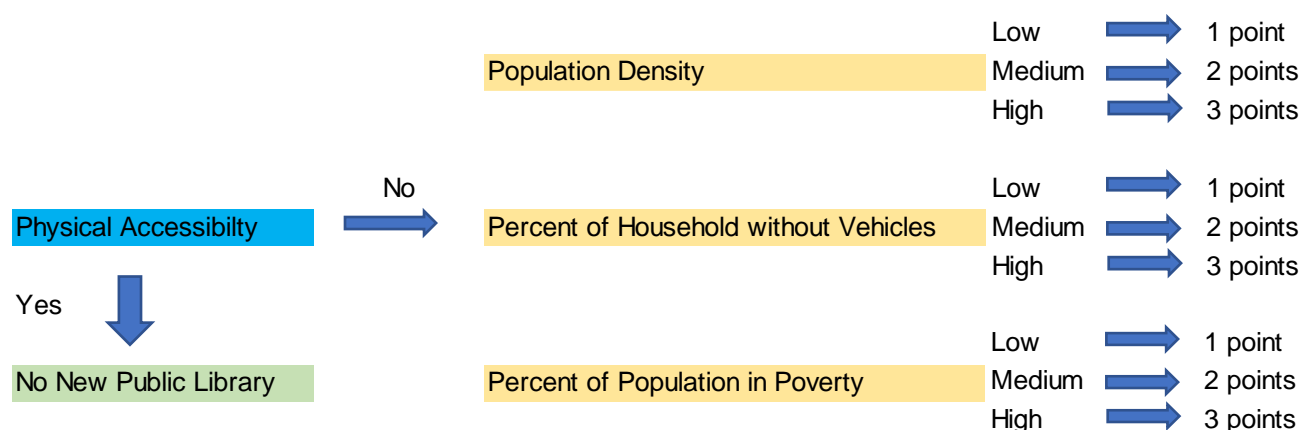 Low 1 point
Population Density Medium 2 points
High 3 points
No Low 1 point
Physical Accessibilty Percent of Household without Vehicles Medium 2 points
High 3 points
Yes
Low 1 point
No New Public Library Percent of Population in Poverty Medium 2 points
High 3 points